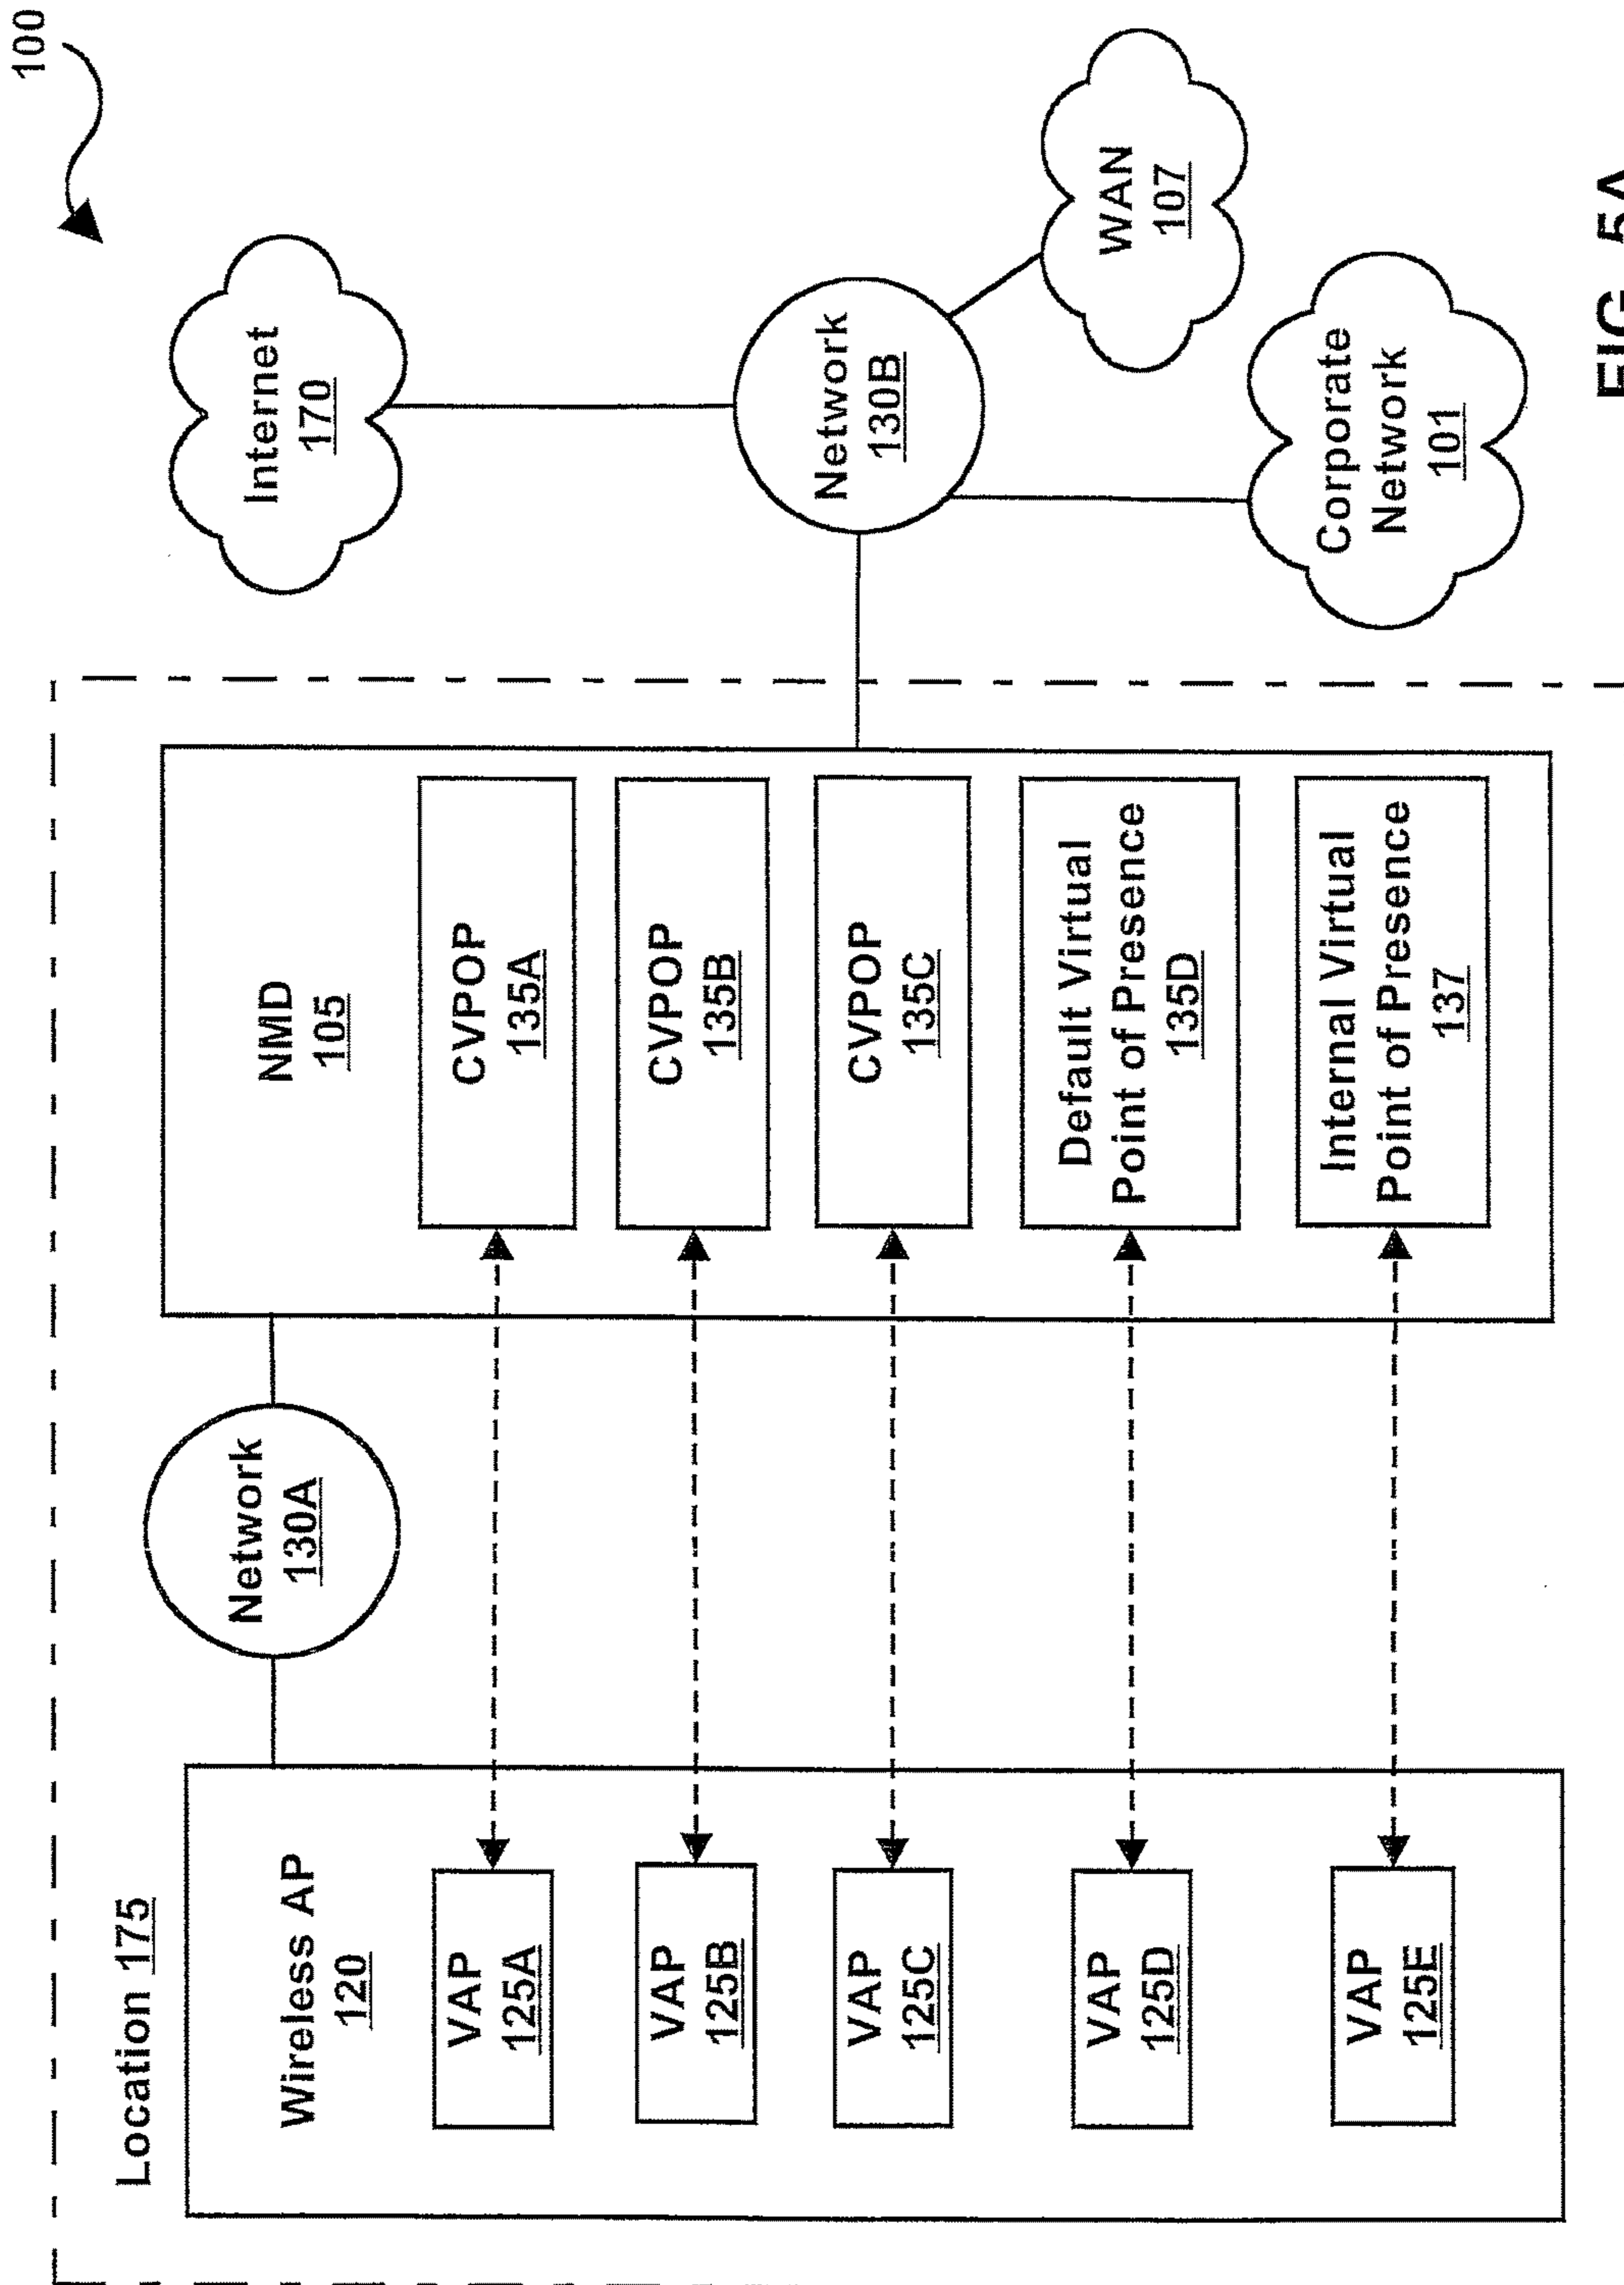 100
Location 175
Wireless AP
120
VAP
125A
VAP
125B
VAP
125C
VAP
125D
VAP
125E
Network
130A
NMD
105
CVPOP
135A
CVPOP
135B
CVPOP
135C
Default Virtual
Point of Presence
135D
Internal Virtual
Point of Presence
137
Internet
170
Network
130B
WAN
107
Corporate
Network
101
FIG. 5A